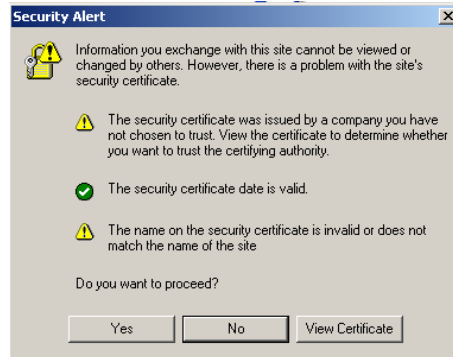 Security Alert
Information you exchange with this site cannot be viewed or
changed by others. However, there is a problem with the site's
security certificate.
The security certificate was issued by a company you have
not chosen to trust. View the certificate to determine whether
you want to trust the certifying authority.
The security certificate date is valid.
The name on the security certificate is invalid or does not
match the name of the site
Do you want to proceed?
Yes No View Certificate